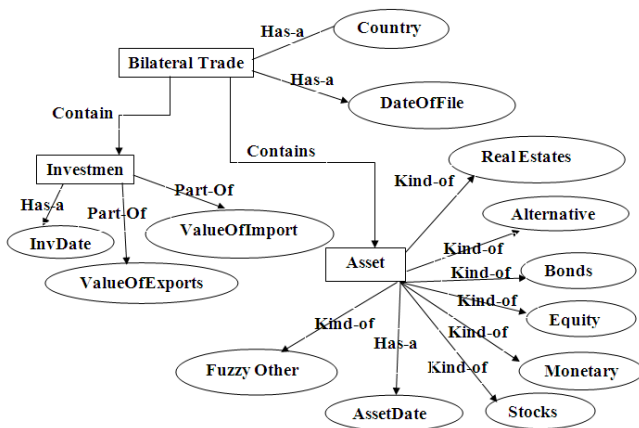 Has-a
Country
Bilateral Trade
Has-a
DateOfFile
Contain
Contains
Real Estates
Investmen
Kind-of
Part-Of
Has-a
Part-Of
Alternative
ValueOfImport
InvDate
Kind-of
Asset
Kind-of
Bonds
ValueOfExports
Kind-of
Equity
Kind-of
Kind-of
Has-a
Fuzzy Other
Kind-of
Monetary
AssetDate
Stocks